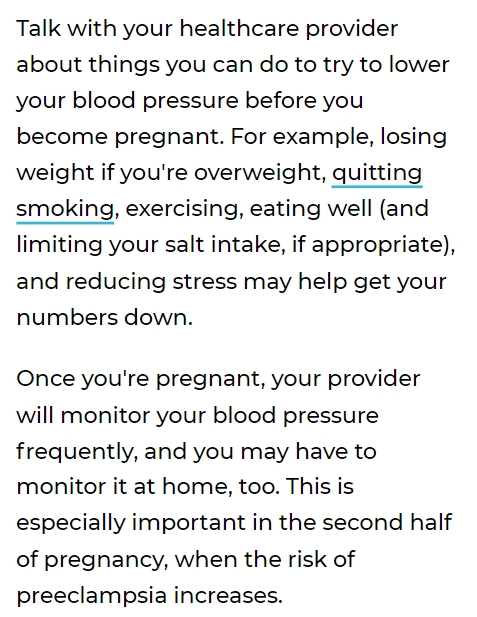 Talk with your healthcare provider
about things you can do to try to lower
your blood pressure before you
become pregnant. For example, losing
weight if you're overweight, quitting
smoking, exercising, eating well (and
limiting your salt intake, if appropriate),
and reducing stress may help get your
numbers down.
Once you're pregnant, your provider
will monitor your blood pressure
frequently, and you may have to
monitor it at home, too. This is
especially important in the second half
of pregnancy, when the risk of
preeclampsia increases.